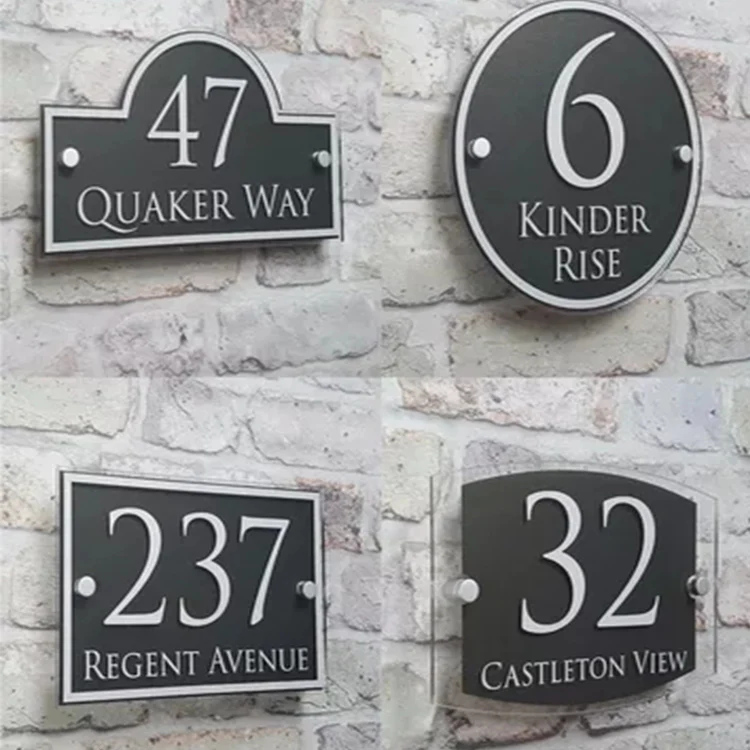 47
QUAKER WAY
6
KINDER
RISE
237
REGENT AVENUE
32
CASTLETON VIEW